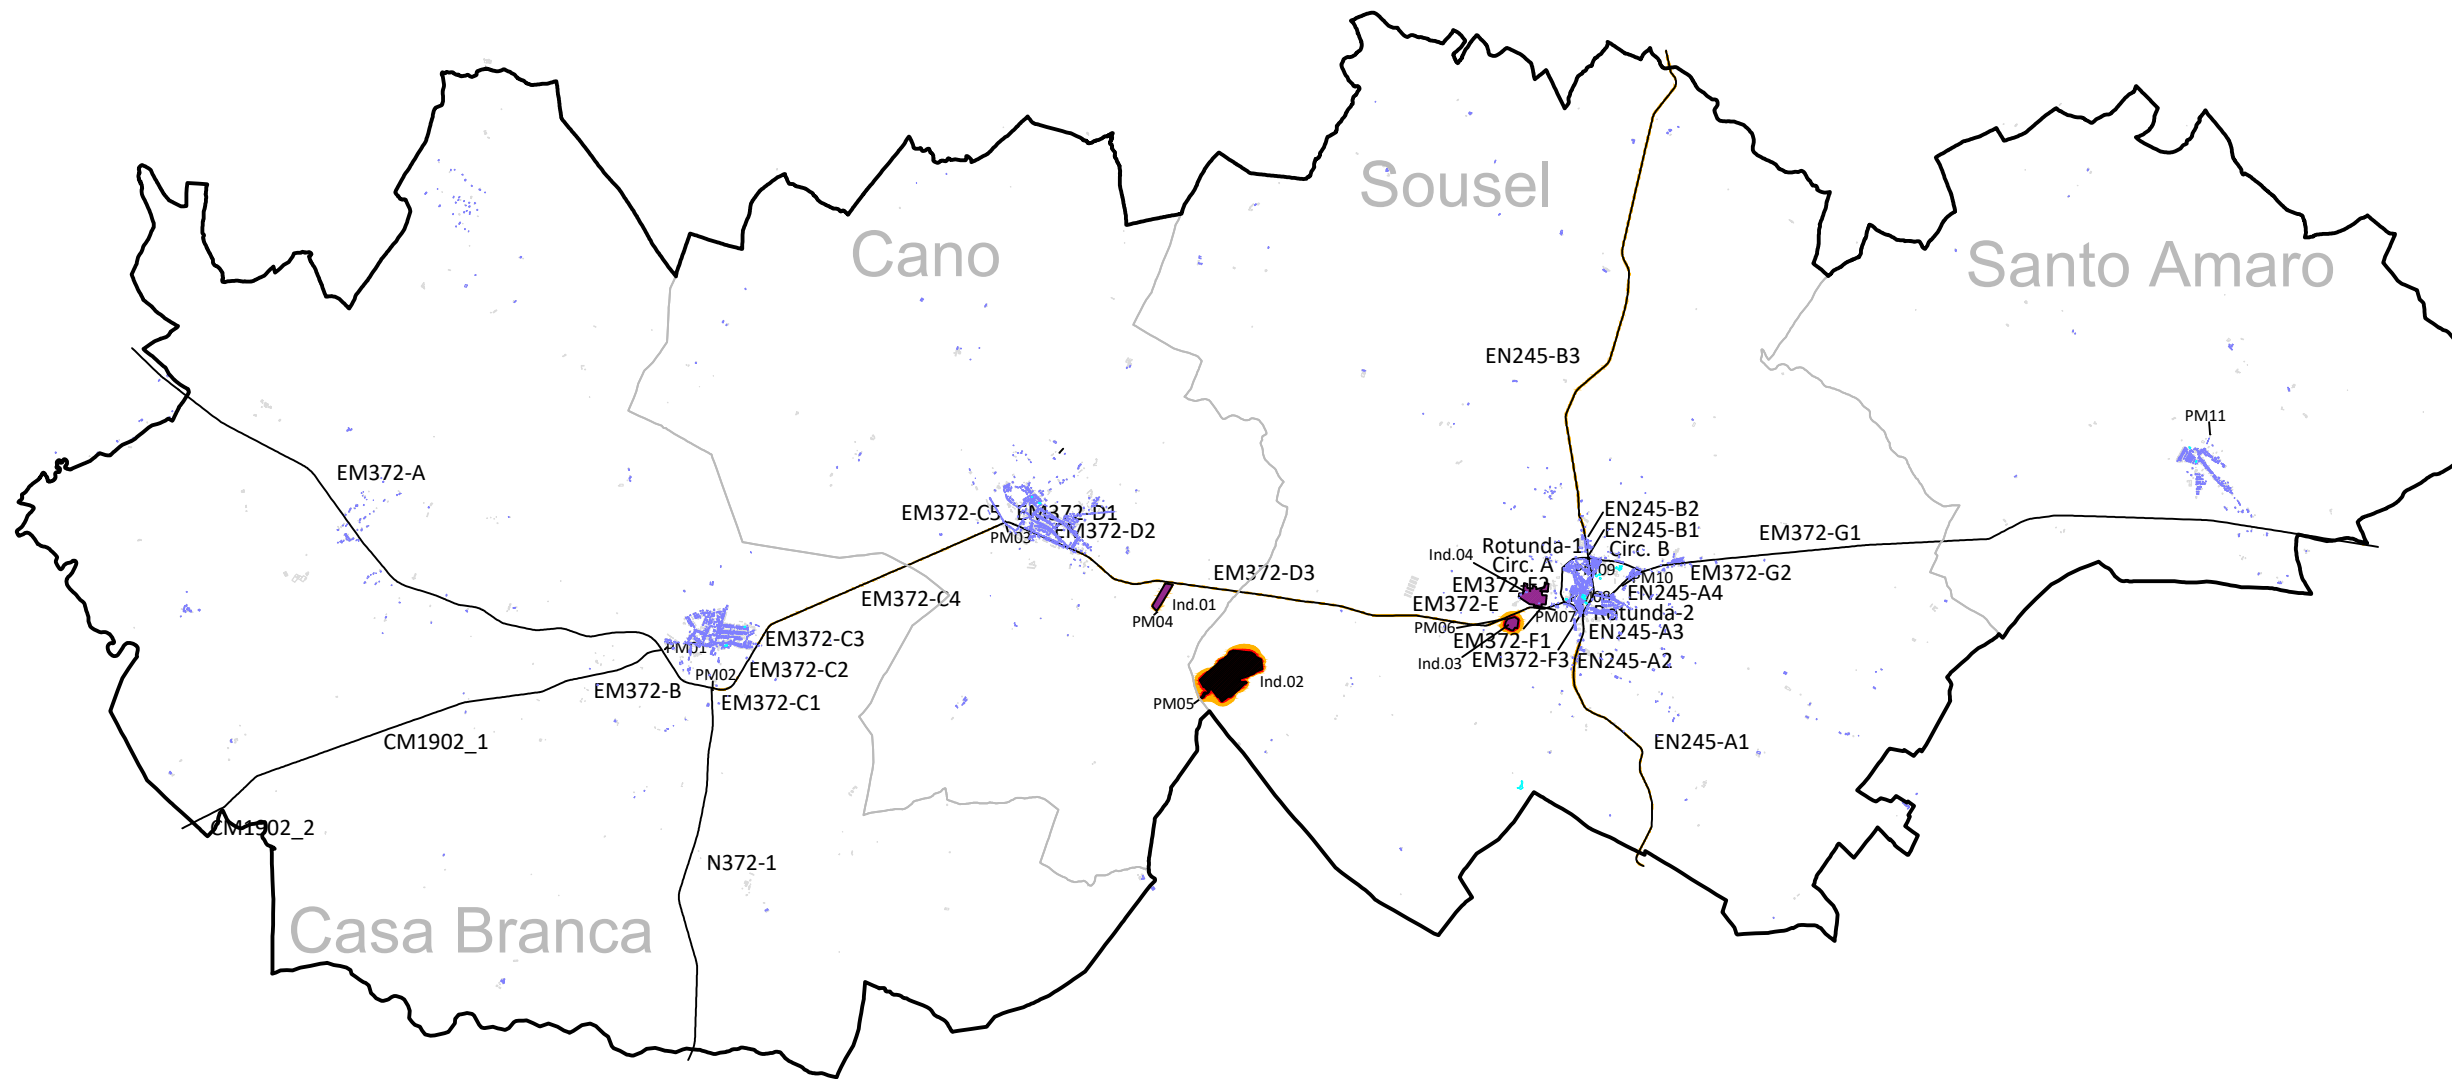 Sousel
Cano
Santo Amaro
EN245-B3
PM11
EM372-A
EM372-C5
EM372-D1
PM03
EM372-D2
EN245-B2
EN245-B1
EM372-G1
Rotunda-1
Circ. B
Ind.04
Circ. A
PM10
EM372-G2
EM372-D3
EM372-F2
EN245-A4
EM372-C4
Ind.01
EM372-E
PM04
PM07
Rotunda-2
PM06
EN245-A3
EM372-C3
EM372-F1
PM01
Ind.03
EM372-F3
EN245-A2
EM372-C2
PM02
Ind.02
EM372-B
EM372-C1
PM05
CM1902_1
EN245-A1
CM1902_2
N372-1
Casa Branca